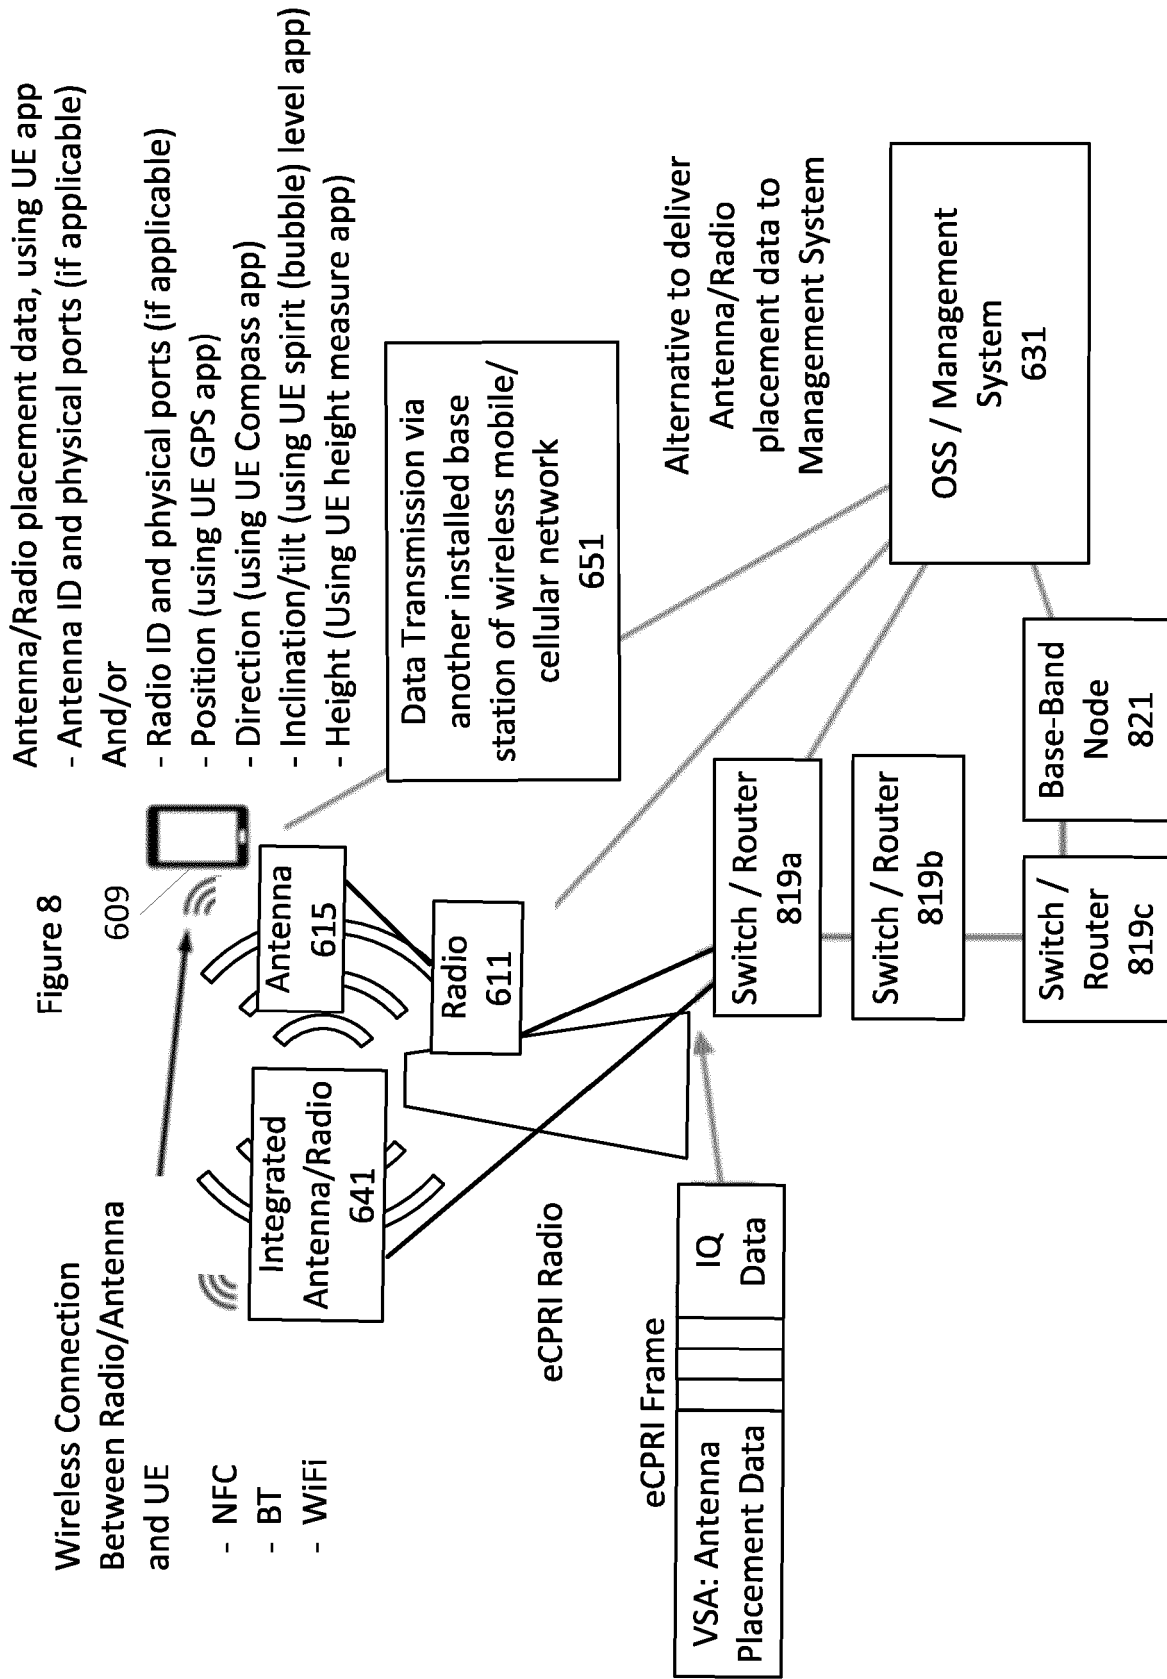 Figure 8
Wireless Connection
Between Radio/Antenna
and UE
- NFC
- BT
- WiFi
609
Antenna/Radio placement data, using UE app
- Antenna ID and physical ports (if applicable)
And/or
- Radio ID and physical ports (if applicable)
- Position (using UE GPS app)
- Direction (using UE Compass app)
- Inclination/tilt (using UE spirit (bubble) level app)
- Height (Using UE height measure app)
Integrated
Antenna/Radio
641
Antenna
615
Radio
611
Data Transmission via
another installed base
station of wireless mobile/
cellular network
651
Alternative to deliver
Antenna/Radio
placement data to
Management System
eCPRI Radio
eCPRI Frame
VSA: Antenna
Placement Data
IQ
Data
Switch / Router
819a
Switch / Router
819b
Switch /
Router
819c
Base-Band
Node
821
OSS / Management
System
631